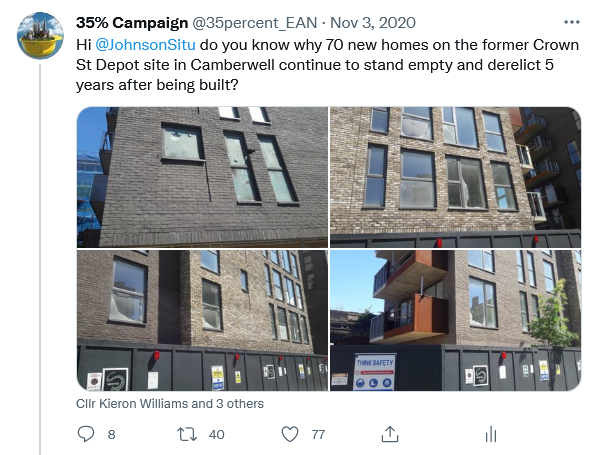 35% Campaign @35percent_EAN · Nov 3, 2020
Hi @JohnsonSitu do you know why 70 new homes on the former Crown
St Depot site in Camberwell continue to stand empty and derelict 5
years after being built?
THINK SAFETY
Cllr Kieron Williams and 3 others
8 40 77